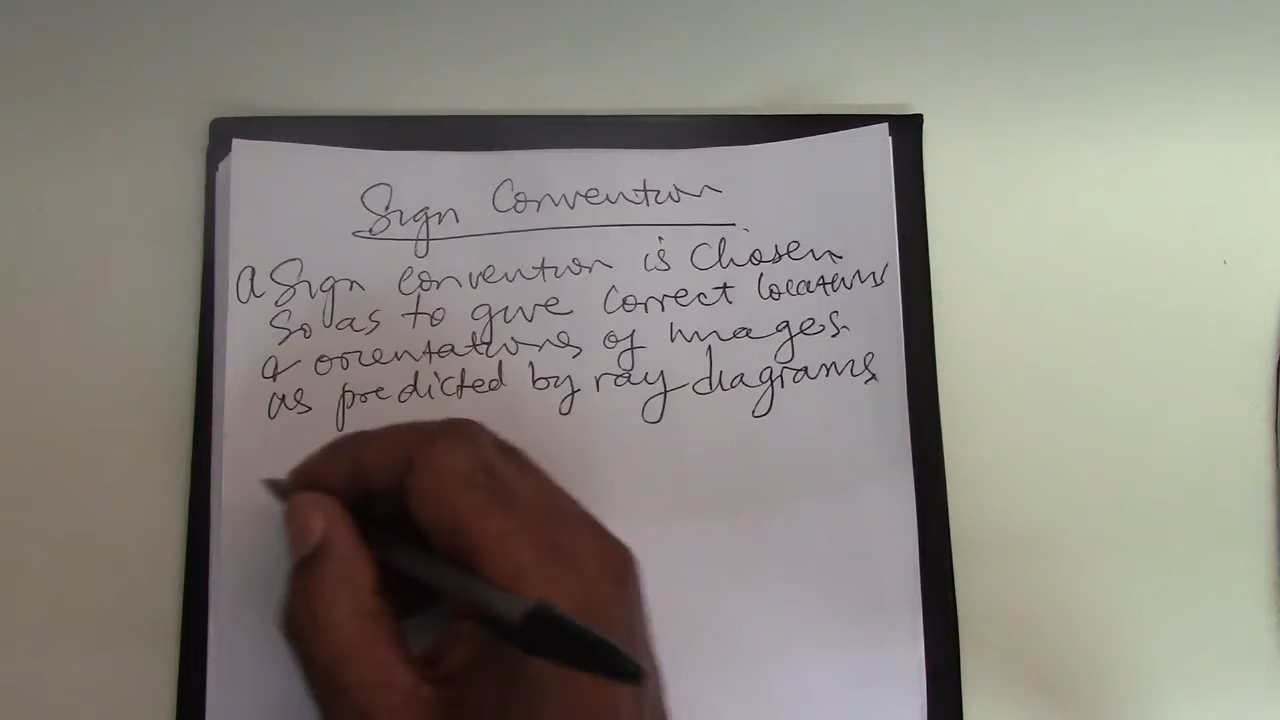 Sign Convention
a Sign convention is chosen
so as to give correct locations
& orientations of images
as predicted by ray diagrams